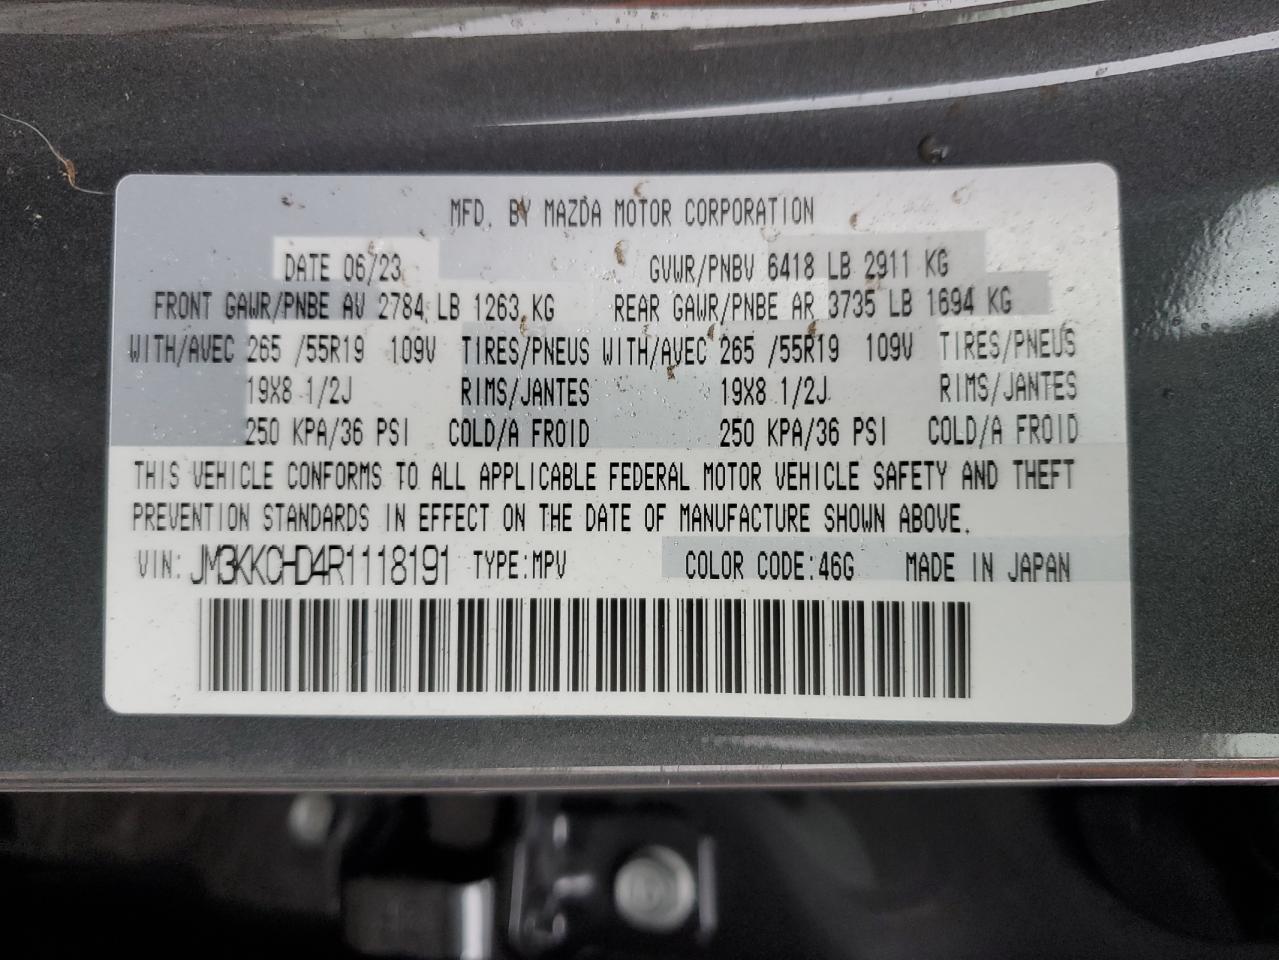 MFD. BY MAZDA MOTOR CORPORATION
DATE 06/23 GVWR/PNBV 6418 LB 2911 KG
FRONT GAWR/PNBE AV 2784 LB 1263 KG REAR GAWR/PNBE AR 3735 LB 1694 KG
WITH/AVEC 265 /55R19 109V TIRES/PNEUS WITH/AVEC 265 /55R19 109V TIRES/PNEUS
19X8 1/2J RIMS/JANTES 19X8 1/2J RIMS/JANTES
250 KPA/36 PSI COLD/A FROID 250 KPA/36 PSI COLD/A FROID
THIS VEHICLE CONFORMS TO ALL APPLICABLE FEDERAL MOTOR VEHICLE SAFETY AND THEFT
PREVENTION STANDARDS IN EFFECT ON THE DATE OF MANUFACTURE SHOWN ABOVE.
VIN: JM3KKCHD4R1118191 TYPE:MPV COLOR CODE:46G MADE IN JAPAN